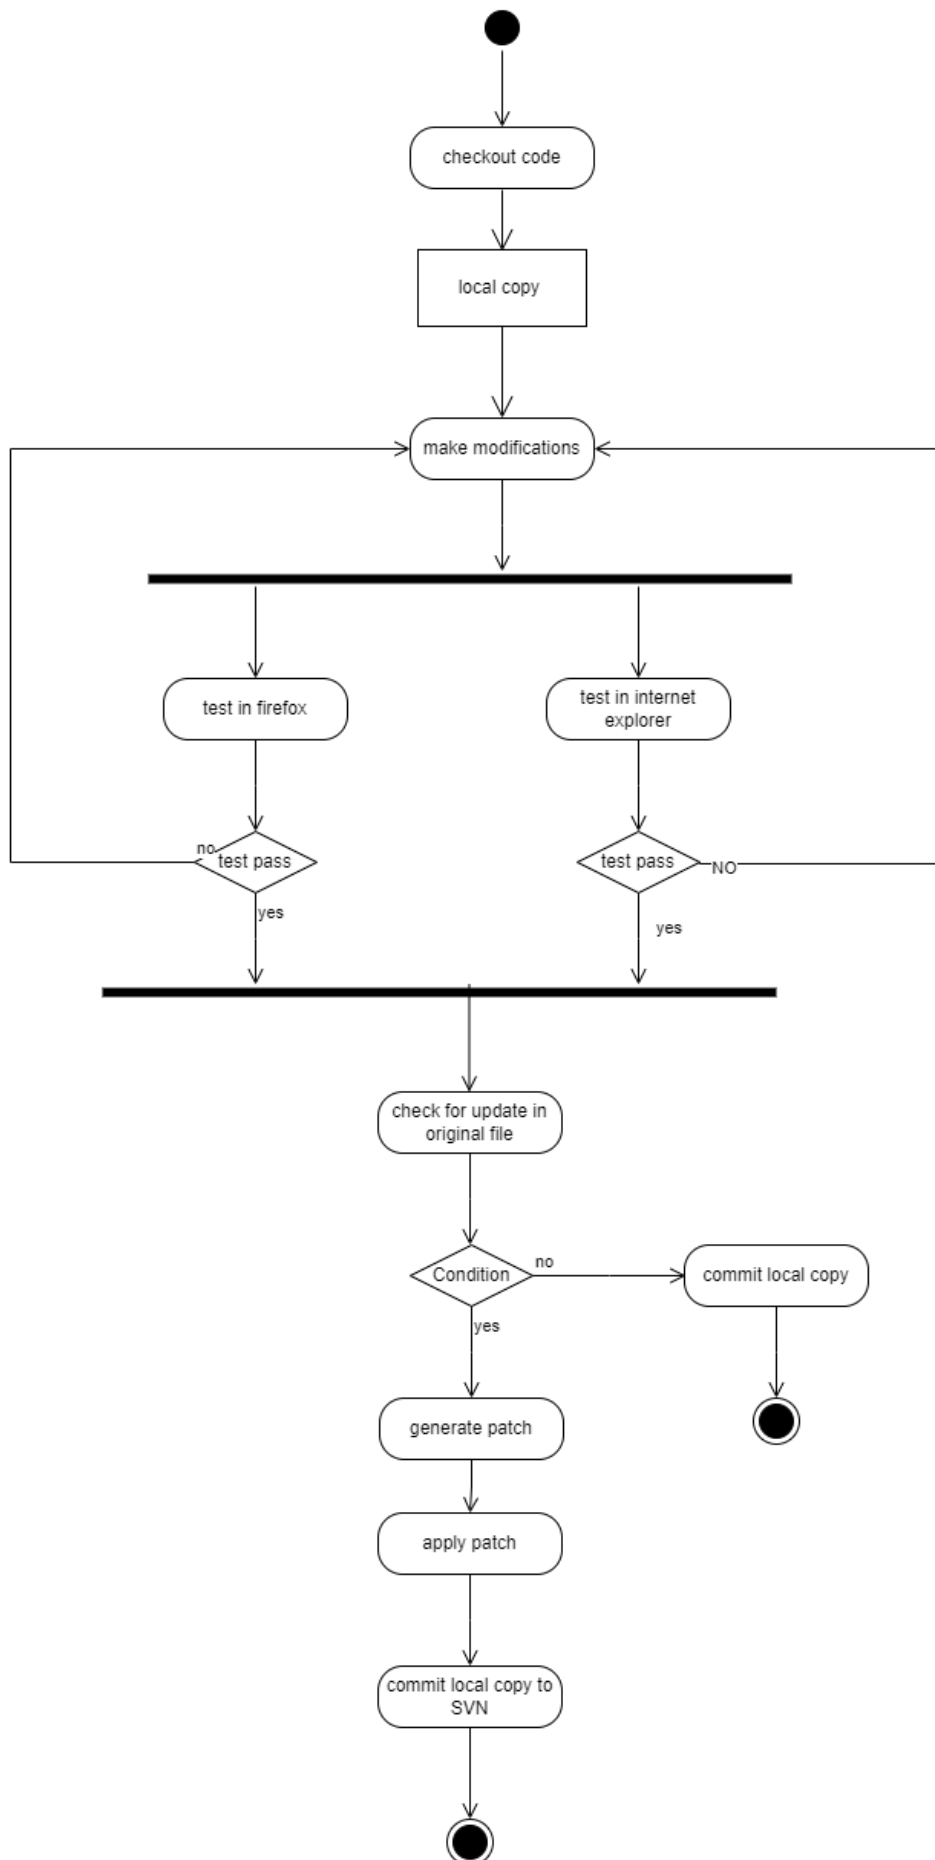 checkout code
local copy
make modifications
test in firefox
test in internet
explorer
no
test pass
test pass
NO
yes
yes
check for update in
original file
Condition
no
commit local copy
yes
generate patch
apply patch
commit local copy to
SVN